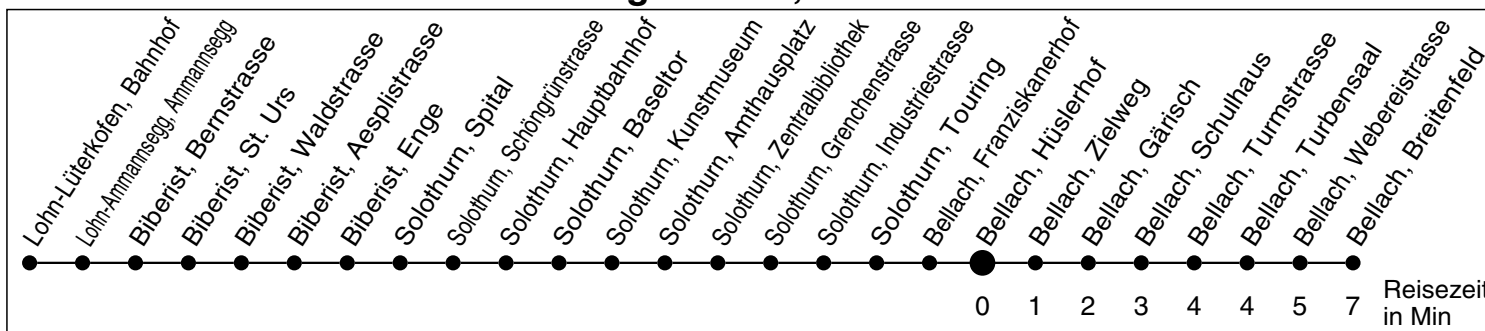 Lohn-Lüterkofen, Bahnhof
Lohn-Ammannsegg, Ammannsegg
Biberist, Bernstrasse
Biberist, St. Urs
Biberist, Waldstrasse
Biberist, Aesplistrasse
Biberist, Enge
Solothurn, Spital
Solothurn, Schöngrünstrasse
Solothurn, Hauptbahnhof
Solothurn, Baseltor
Solothurn, Kunstmuseum
Solothurn, Amthausplatz
Solothurn, Zentralbibliothek
Solothurn, Grenchenstrasse
Solothurn, Industriestrasse
Solothurn, Touring
Bellach, Franziskanerhof
Bellach, Hüslerhof
Bellach, Zielweg
Bellach, Gärisch
Bellach, Schulhaus
Bellach, Turmstrasse
Bellach, Turbensaal
Bellach, Webereistrasse
Bellach, Breitenfeld
0 1 2 3 4 4 5 7 Reisezeit
in Min